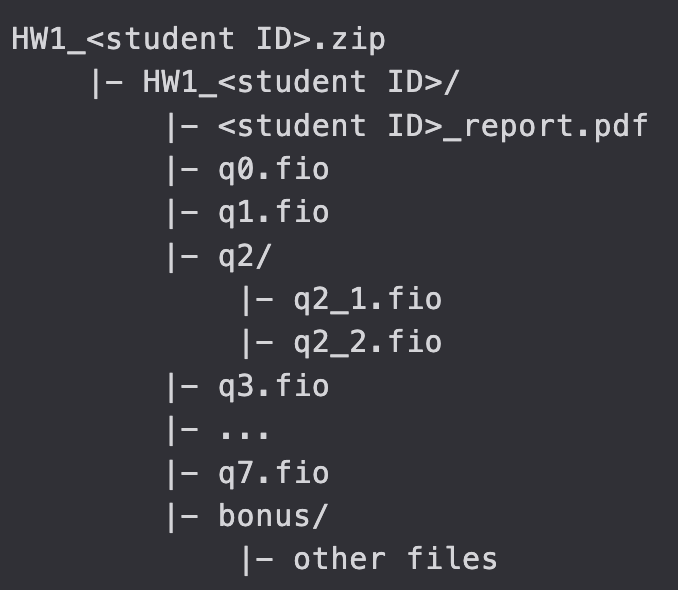 HW1_<student ID>.zip
|- HW1_<student ID>/
|- <student ID>_report.pdf
|- q0.fio
|- q1.fio
|- q2/
|- q2_1.fio
|- q2_2.fio
|- q3.fio
|- ...
|- q7.fio
|- bonus/
|- other files